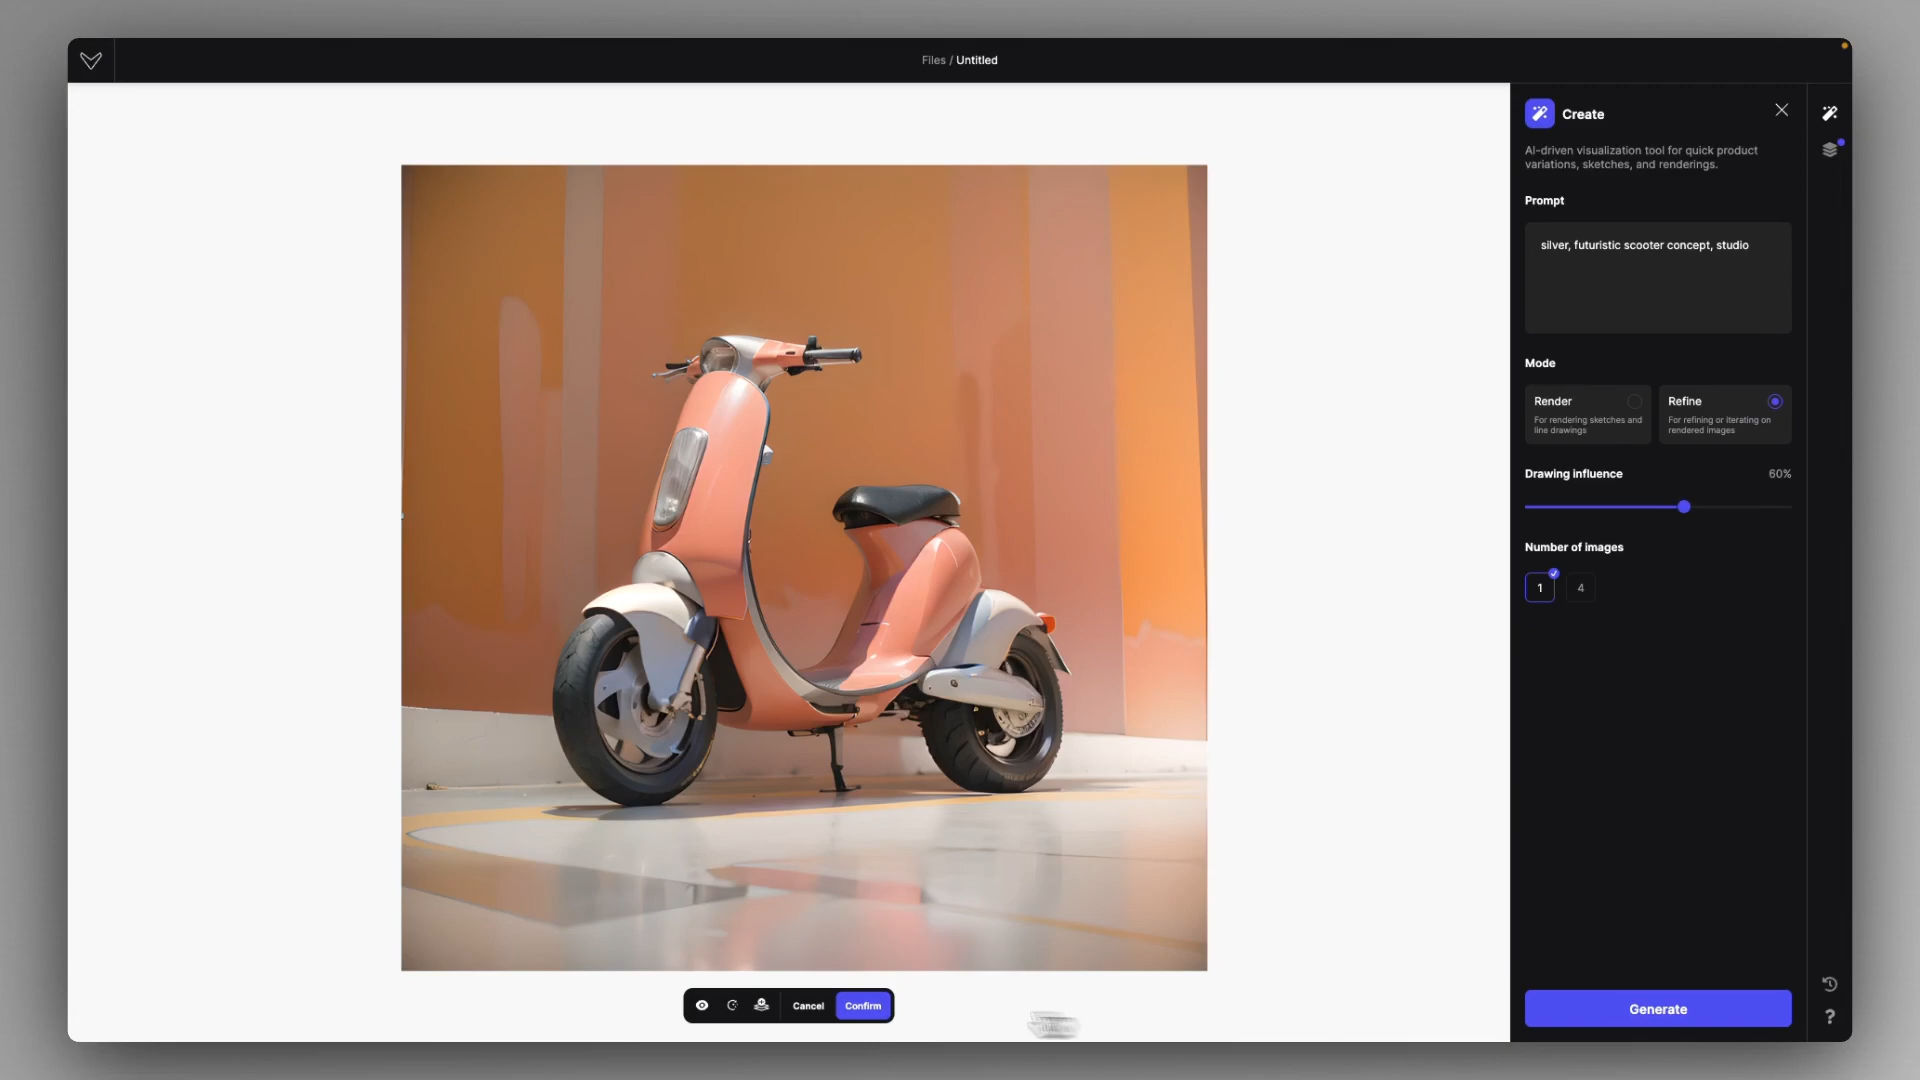 Files / Untitled
Create
AI-driven visualization tool for quick product
variations, sketches, and renderings.
Prompt
silver, futuristic scooter concept, studio
Mode
Render
For rendering sketches and
line drawings
Refine
For refining or iterating on
rendered images
Drawing influence 60%
Number of images
1 4
Cancel Confirm
Generate
?